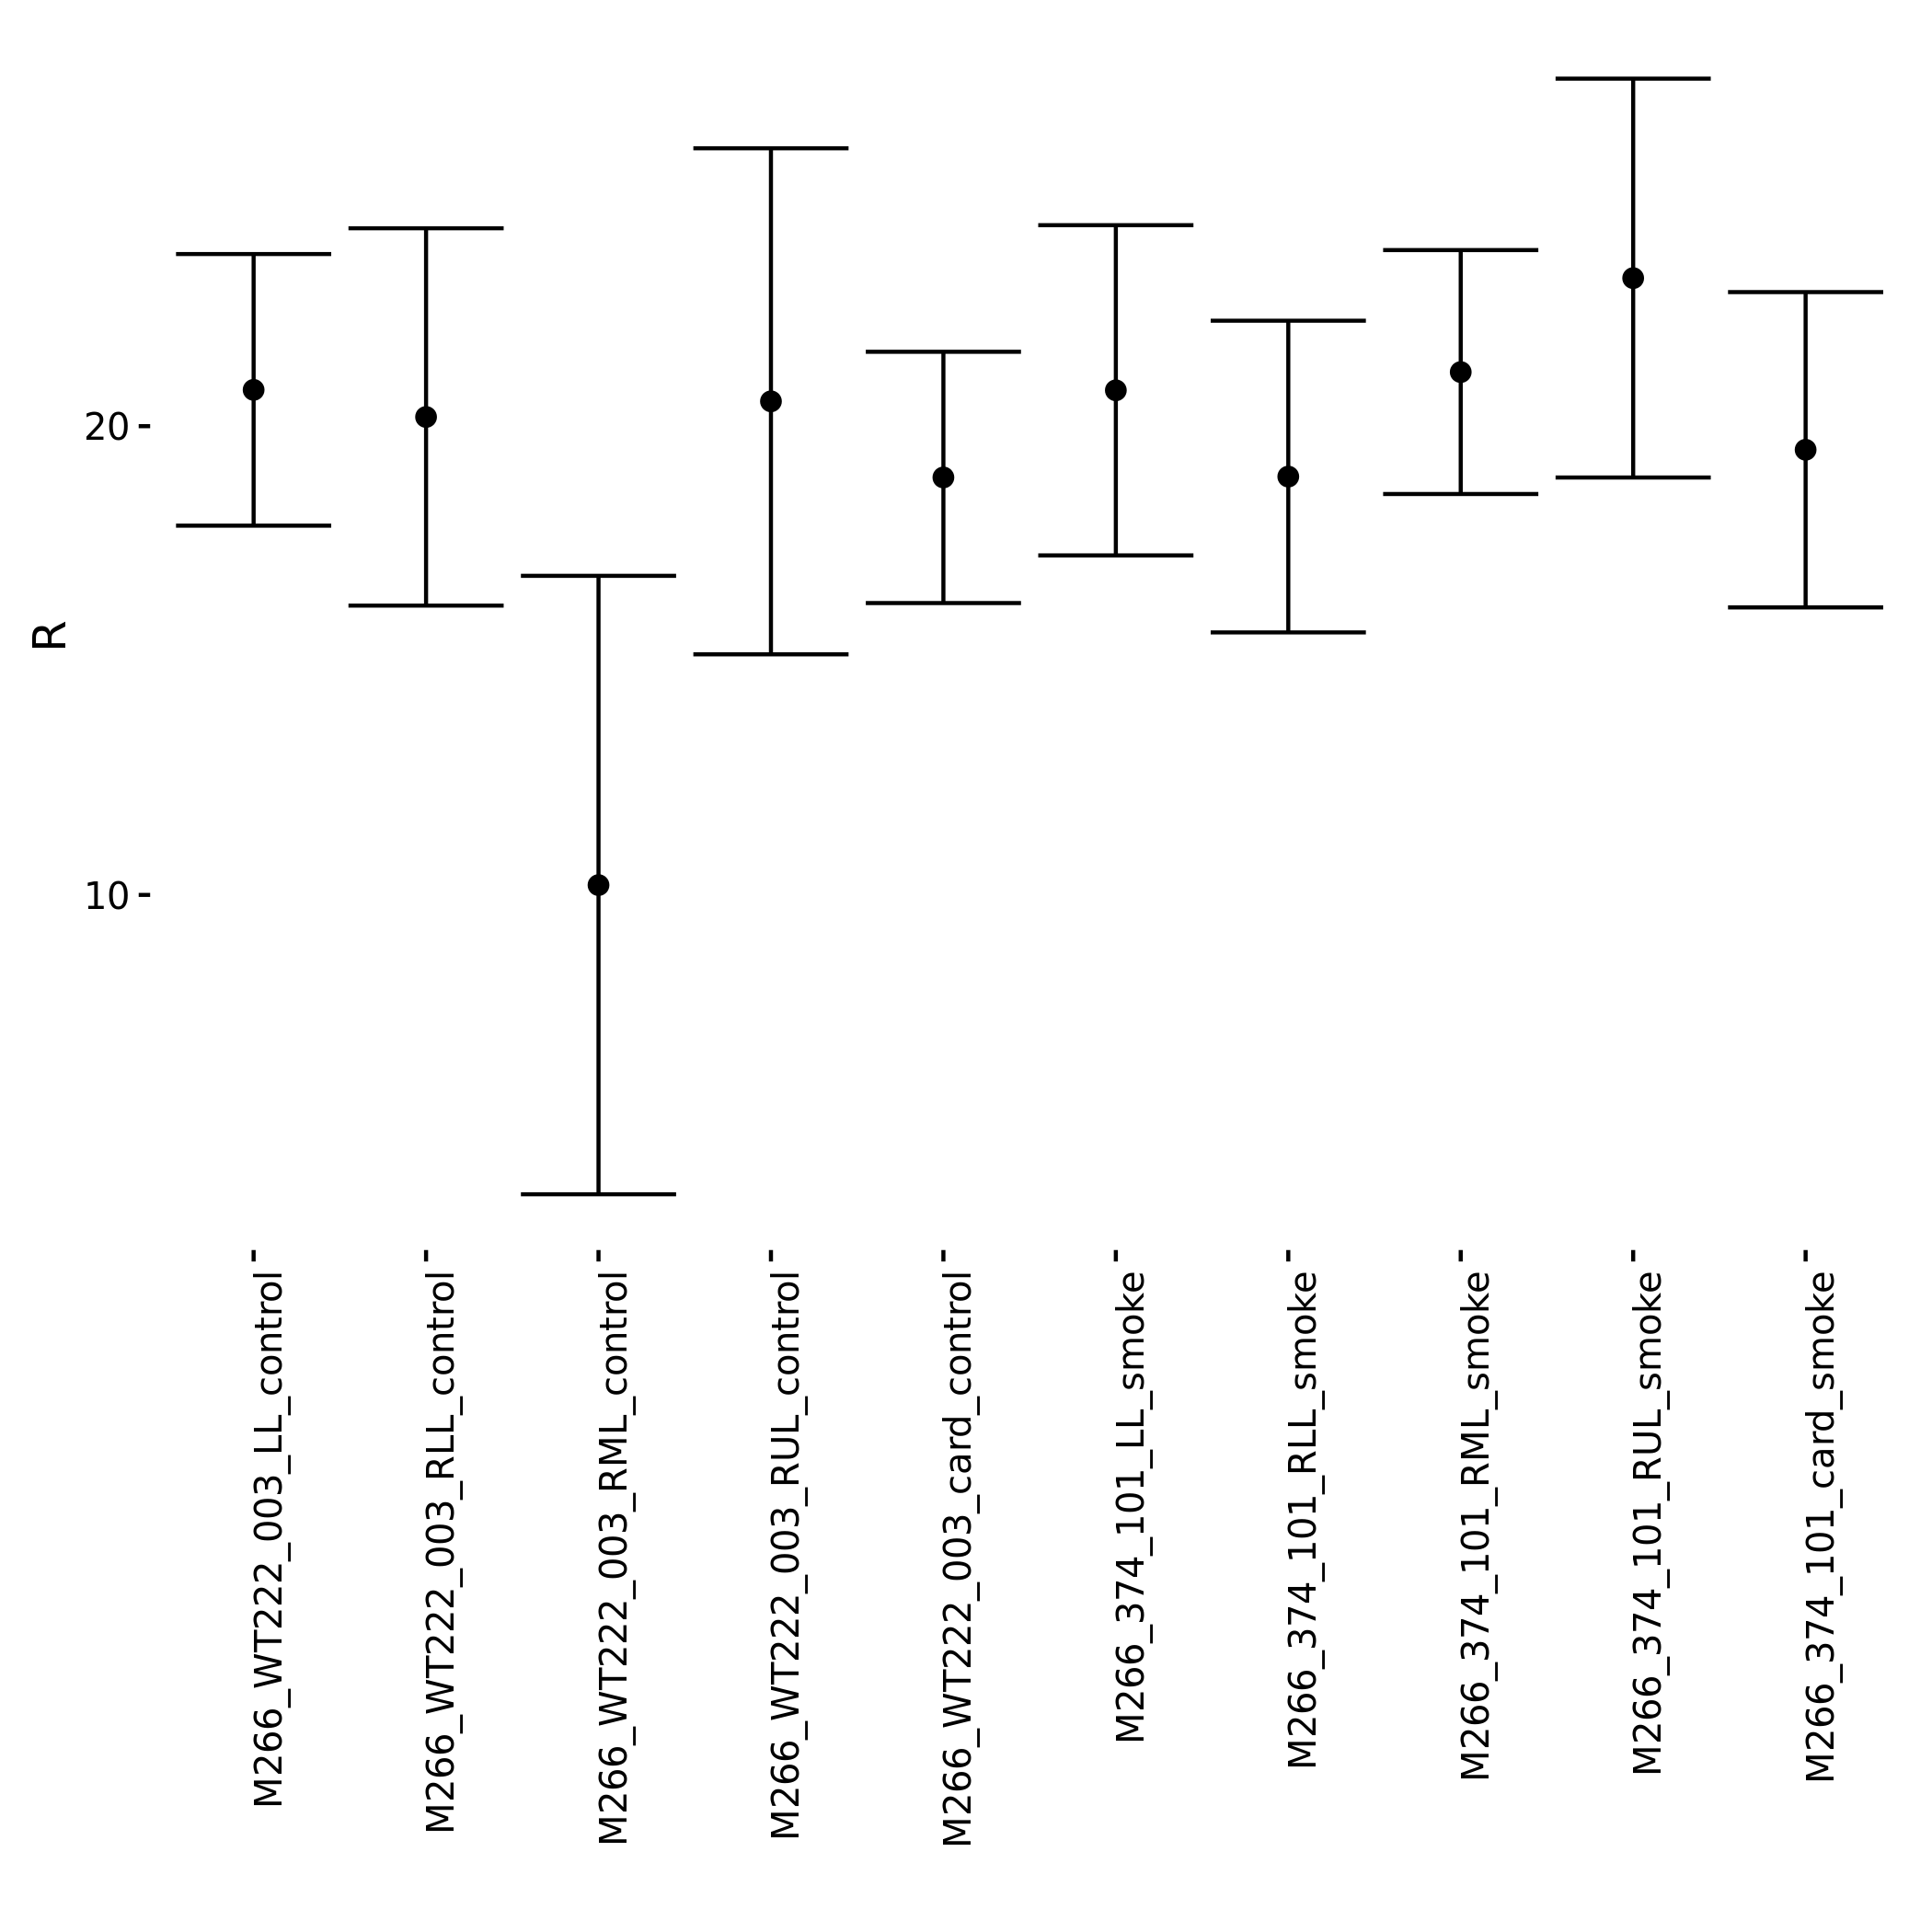 R
20
10
M266_WT222_003_LL_control
M266_WT222_003_RLL_control
M266_WT222_003_RML_control
M266_WT222_003_RUL_control
M266_WT222_003_card_control
M266_374_101_LL_smoke
M266_374_101_RLL_smoke
M266_374_101_RML_smoke
M266_374_101_RUL_smoke
M266_374_101_card_smoke